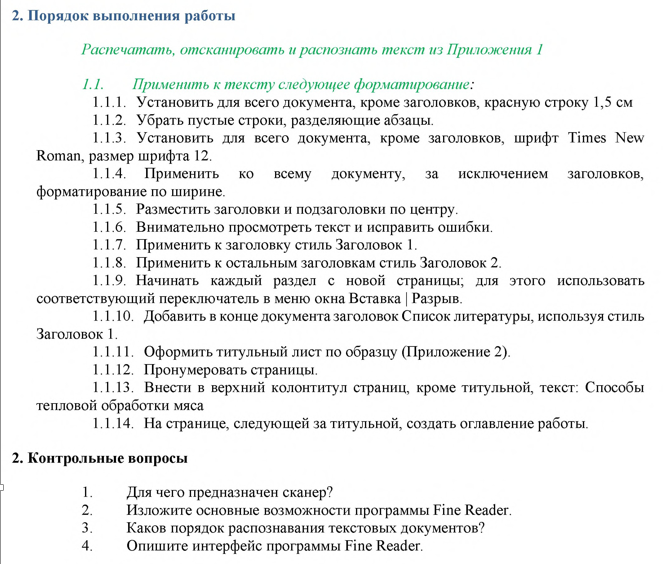 2. Порядок выполнения работы
Распечатать, отсканировать и распознать текст из Приложения 1
1.1. Применить к тексту следующее форматирование:
1.1.1. Установить для всего документа, кроме заголовков, красную строку 1,5 см
1.1.2. Убрать пустые строки, разделяющие абзацы.
1.1.3. Установить для всего документа, кроме заголовков, шрифт Times New
Roman, размер шрифта 12.
1.1.4. Применить ко всему документу, за исключением заголовков,
форматирование по ширине.
1.1.5. Разместить заголовки и подзаголовки по центру.
1.1.6. Внимательно просмотреть текст и исправить ошибки.
1.1.7. Применить к заголовку стиль Заголовок 1.
1.1.8. Применить к остальным заголовкам стиль Заголовок 2.
1.1.9. Начинать каждый раздел с новой страницы; для этого использовать
соответствующий переключатель в меню окна Вставка | Разрыв.
1.1.10. Добавить в конце документа заголовок Список литературы, используя стиль
Заголовок 1.
1.1.11. Оформить титульный лист по образцу (Приложение 2).
1.1.12. Пронумеровать страницы.
1.1.13. Внести в верхний колонтитул страниц, кроме титульной, текст: Способы
тепловой обработки мяса
1.1.14. На странице, следующей за титульной, создать оглавление работы.
2. Контрольные вопросы
1. Для чего предназначен сканер?
2. Изложите основные возможности программы Fine Reader.
3. Каков порядок распознавания текстовых документов?
4. Опишите интерфейс программы Fine Reader.